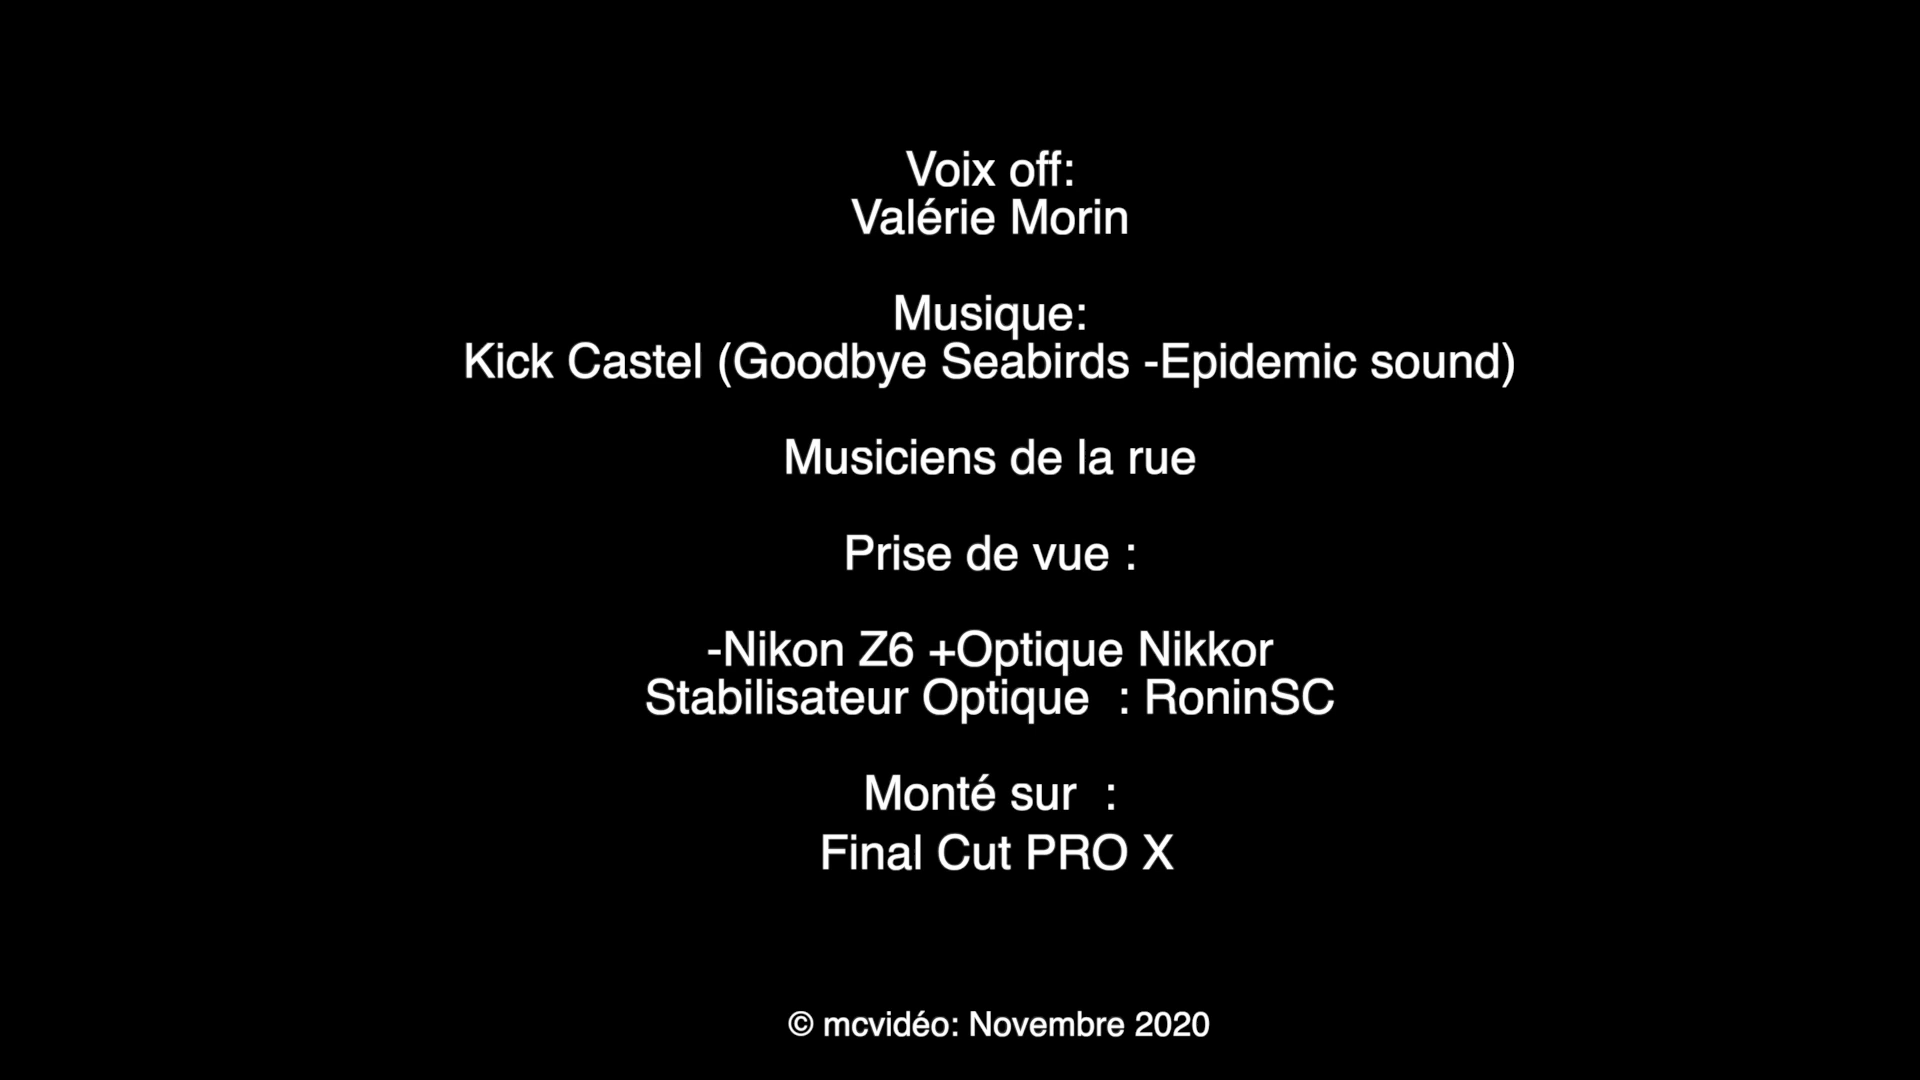 Voix off:
Valérie Morin
Musique:
Kick Castel (Goodbye Seabirds -Epidemic sound)
Musiciens de la rue
Prise de vue :
-Nikon Z6 +Optique Nikkor
Stabilisateur Optique  : RoninSC
Monté sur  :
Final Cut PRO X
© mcvidéo: Novembre 2020